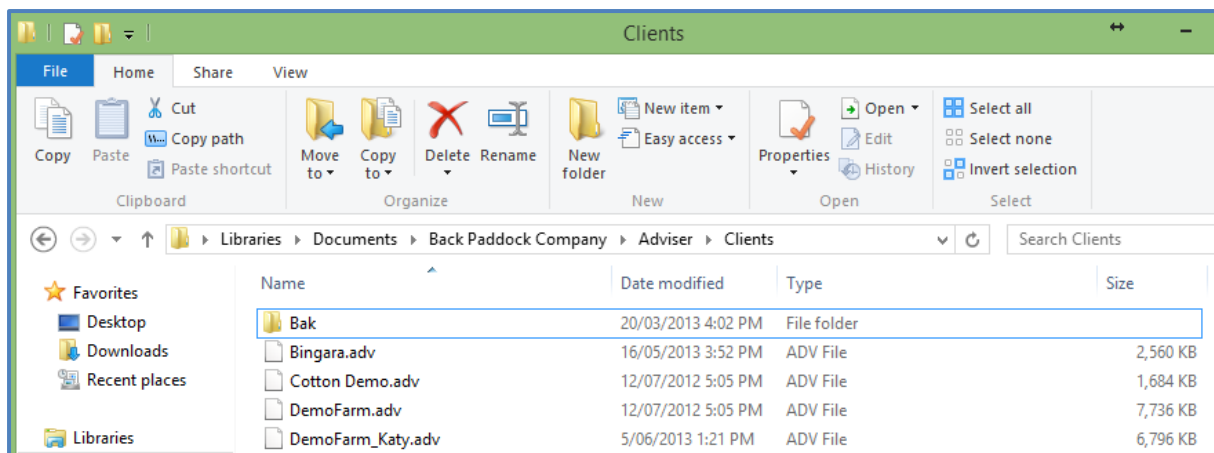 Clients
File Home Share View
Copy
Paste
Cut
Copy path
Paste shortcut
Move to
Copy to
Delete
Rename
New folder
New item
Easy access
Properties
Open
Edit
History
Select all
Select none
Invert selection
Clipboard Organize New Open Select
Libraries Documents Back Paddock Company Adviser Clients Search Clients
Favorites
Desktop
Downloads
Recent places
Libraries
Name Date modified Type Size
Bak 20/03/2013 4:02 PM File folder
Bingara.adv 16/05/2013 3:52 PM ADV File 2,560 KB
Cotton Demo.adv 12/07/2012 5:05 PM ADV File 1,684 KB
DemoFarm.adv 12/07/2012 5:05 PM ADV File 7,736 KB
DemoFarm_Katy.adv 5/06/2013 1:21 PM ADV File 6,796 KB